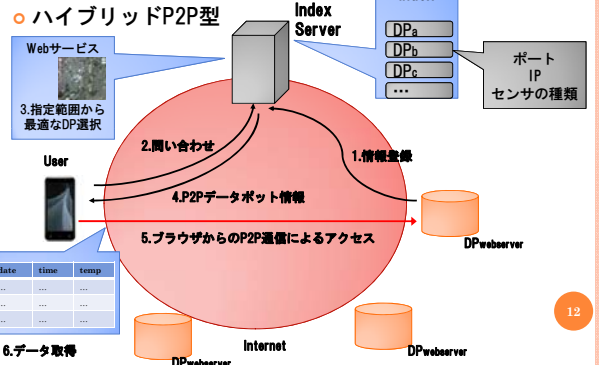 ハイブリッドP2P型
Index
Server
Index
DPa
DPb
DPc
…
ポート
IP
センサの種類
Webサービス
3.指定範囲から
最適なDP選択
2.問い合わせ
1.情報登録
User
4.P2Pデータポット情報
5.ブラウザからのP2P通信によるアクセス
DPwebserver
date time temp
... ... ...
... ... ...
... ... ...
6.データ取得
DPwebserver
Internet
DPwebserver
12